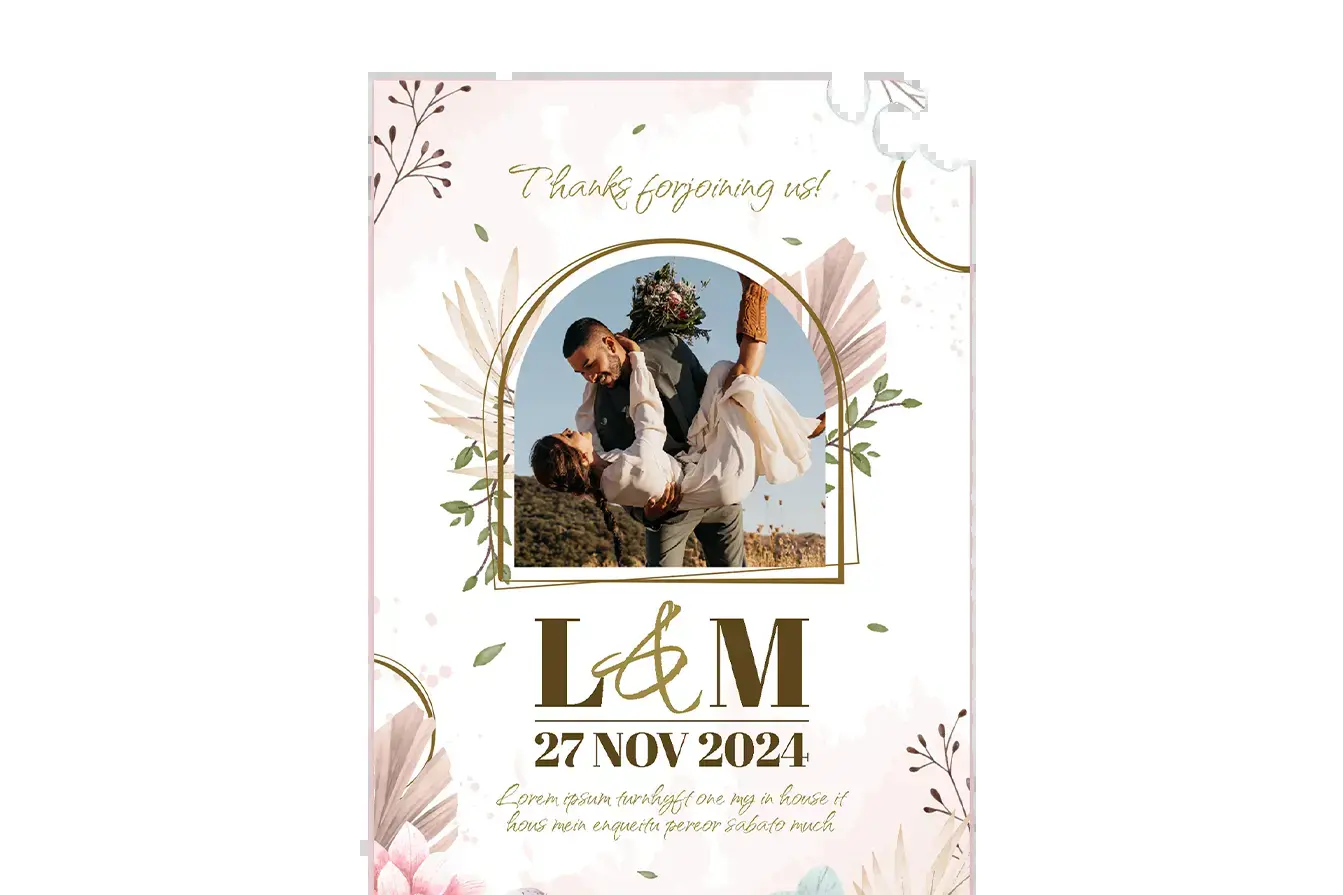 Thanks forjoining us!
L&M
27 NOV 2024
Lorem ipsum turnhyft one my in house it
hous mein enqueitu pereor sabato much